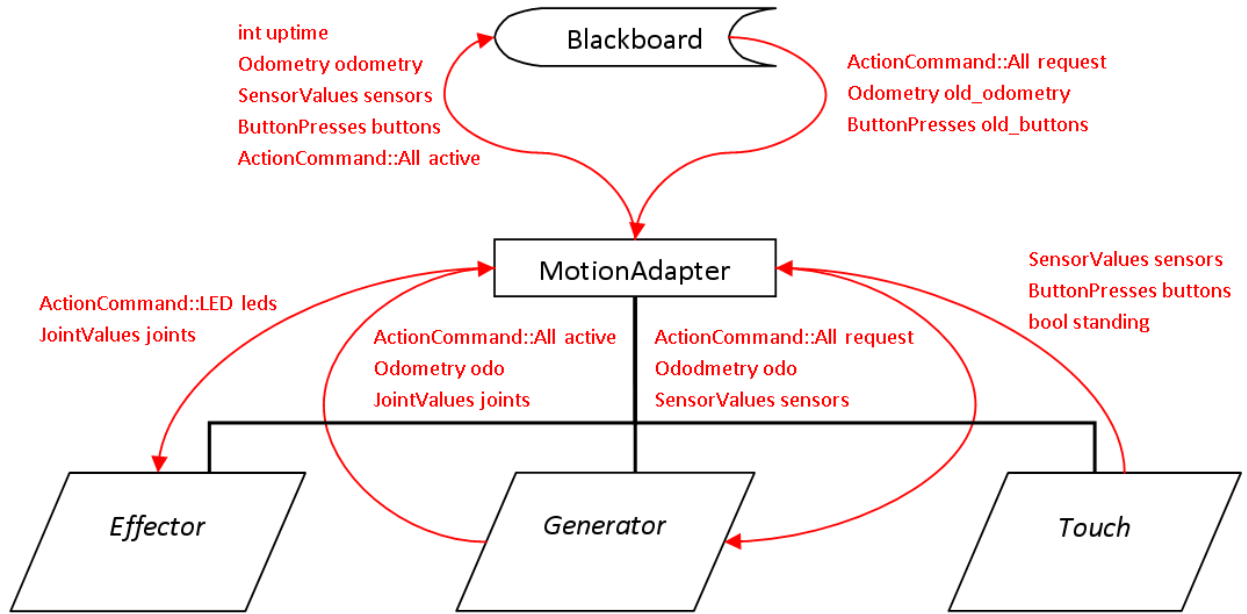 int uptime
Odometry odometry
SensorValues sensors
ButtonPresses buttons
ActionCommand::All active
Blackboard
ActionCommand::All request
Odometry old_odometry
ButtonPresses old_buttons
MotionAdapter
ActionCommand::LED leds
JointValues joints
ActionCommand::All active
Odometry odo
JointValues joints
ActionCommand::All request
Ododmetry odo
SensorValues sensors
SensorValues sensors
ButtonPresses buttons
bool standing
Effector
Generator
Touch